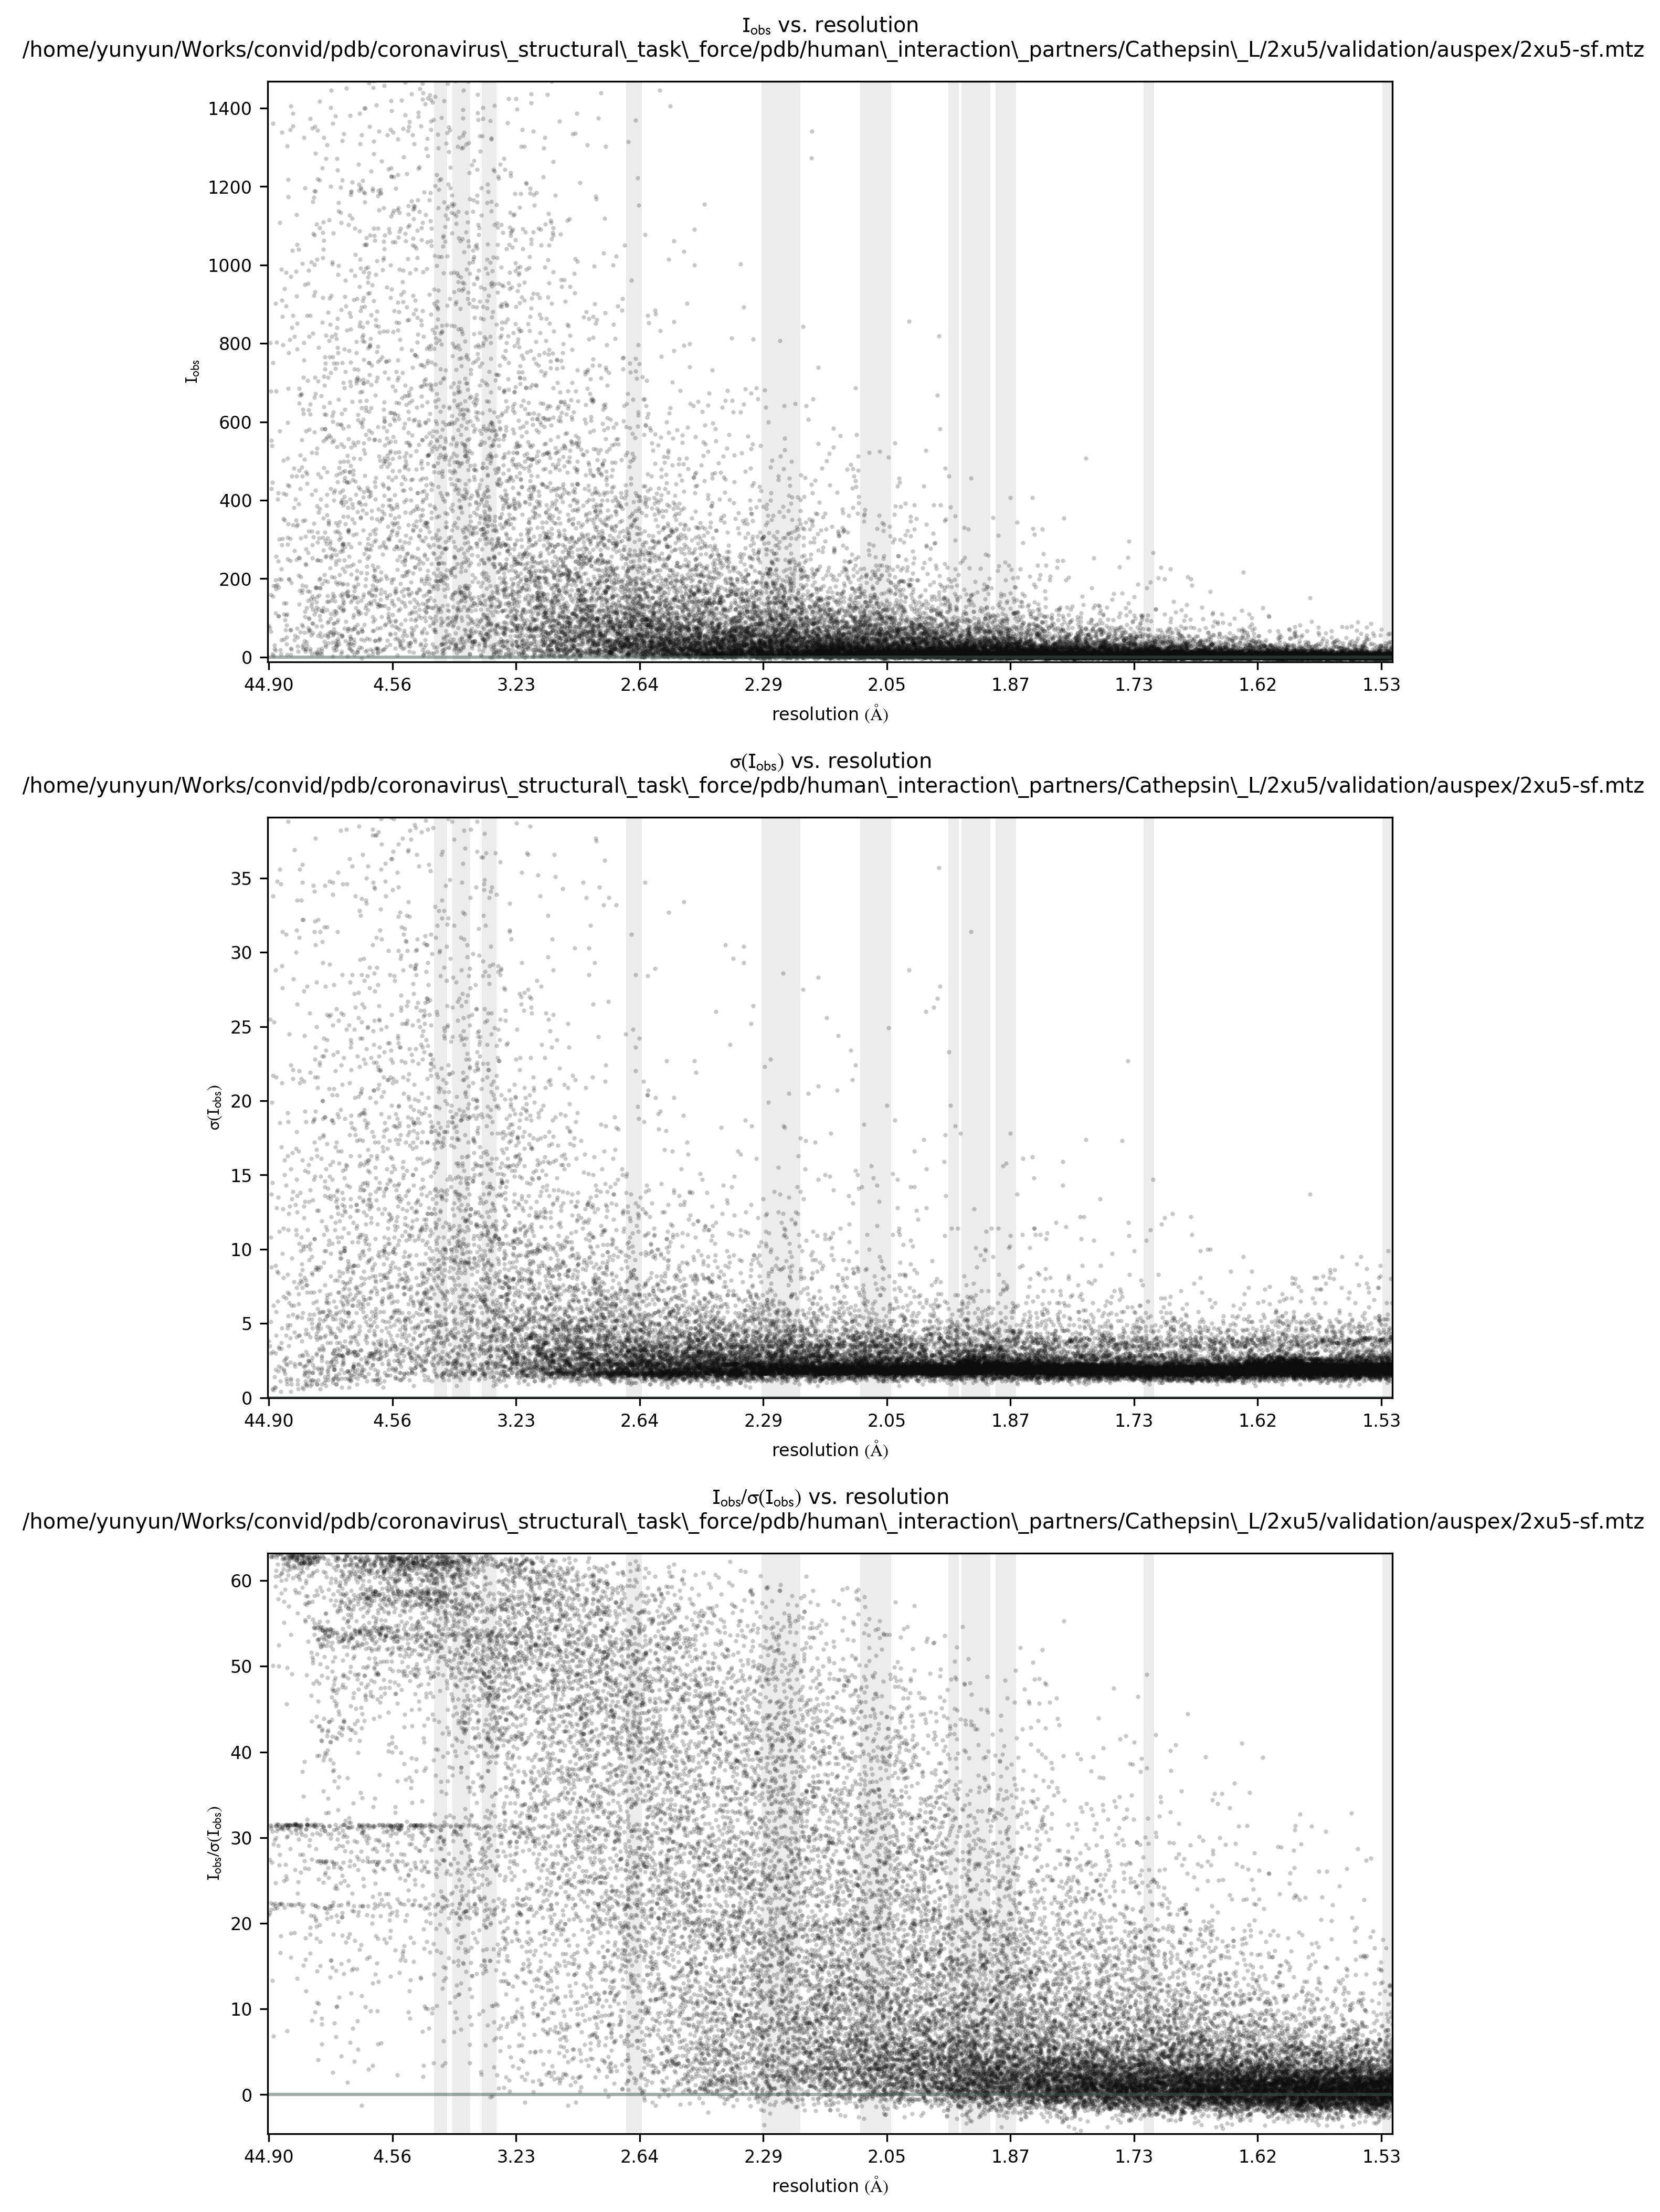 I_obs vs. resolution
/home/yunyun/Works/convid/pdb/coronavirus\_structural\_task\_force/pdb/human\_interaction\_partners/Cathepsin\_L/2xu5/validation/auspex/2xu5-sf.mtz
1400
1200
1000
800
600
400
200
0
I_obs
44.90 4.56 3.23 2.64 2.29 2.05 1.87 1.73 1.62 1.53
resolution (Å)
σ(I_obs) vs. resolution
/home/yunyun/Works/convid/pdb/coronavirus\_structural\_task\_force/pdb/human\_interaction\_partners/Cathepsin\_L/2xu5/validation/auspex/2xu5-sf.mtz
35
30
25
20
15
10
5
0
σ(I_obs)
44.90 4.56 3.23 2.64 2.29 2.05 1.87 1.73 1.62 1.53
resolution (Å)
I_obs/σ(I_obs) vs. resolution
/home/yunyun/Works/convid/pdb/coronavirus\_structural\_task\_force/pdb/human\_interaction\_partners/Cathepsin\_L/2xu5/validation/auspex/2xu5-sf.mtz
60
50
40
30
20
10
0
I_obs/σ(I_obs)
44.90 4.56 3.23 2.64 2.29 2.05 1.87 1.73 1.62 1.53
resolution (Å)